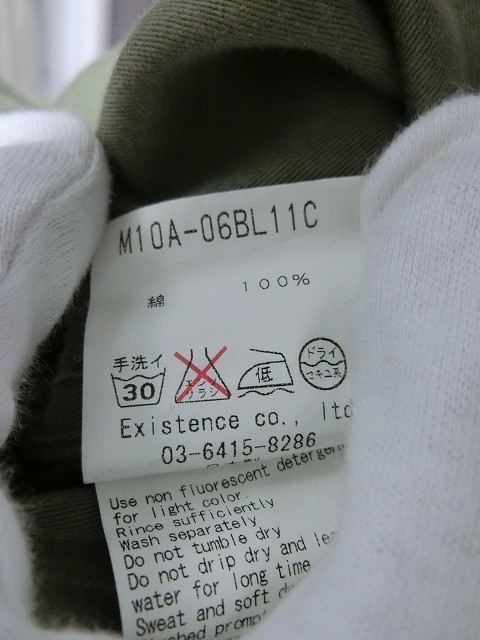 M10A-06BL11C
綿 100%
手洗イ
30
エンソ
サラシ
低
ドライ
セキユ系
Existence co., ltd
03-6415-8286
Use non fluorescent detergent
for light color.
Rince sufficiently
Wash separately
Do not tumble dry
Do not drip dry and
water for long time
Sweat and soft